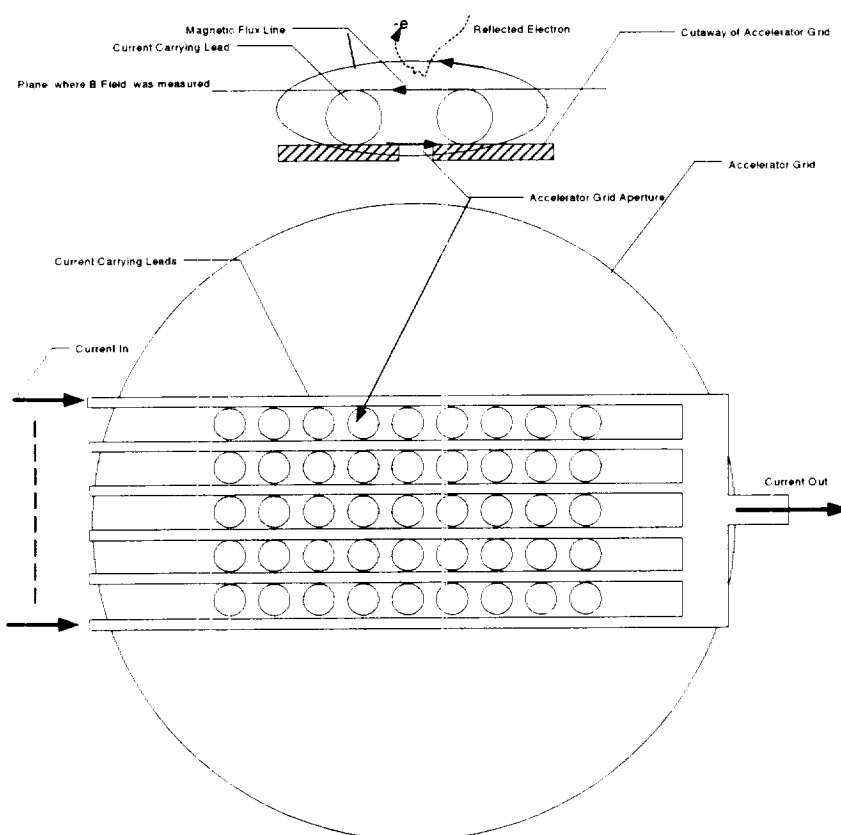 Magnetic Flux Line
-e
Reflected Electron
Current Carrying Lead
Cutaway of Accelerator Grid
Plane where B Field was measured
Accelerator Grid
Accelerator Grid Aperture
Current Carrying Leads
Current In
Current Out